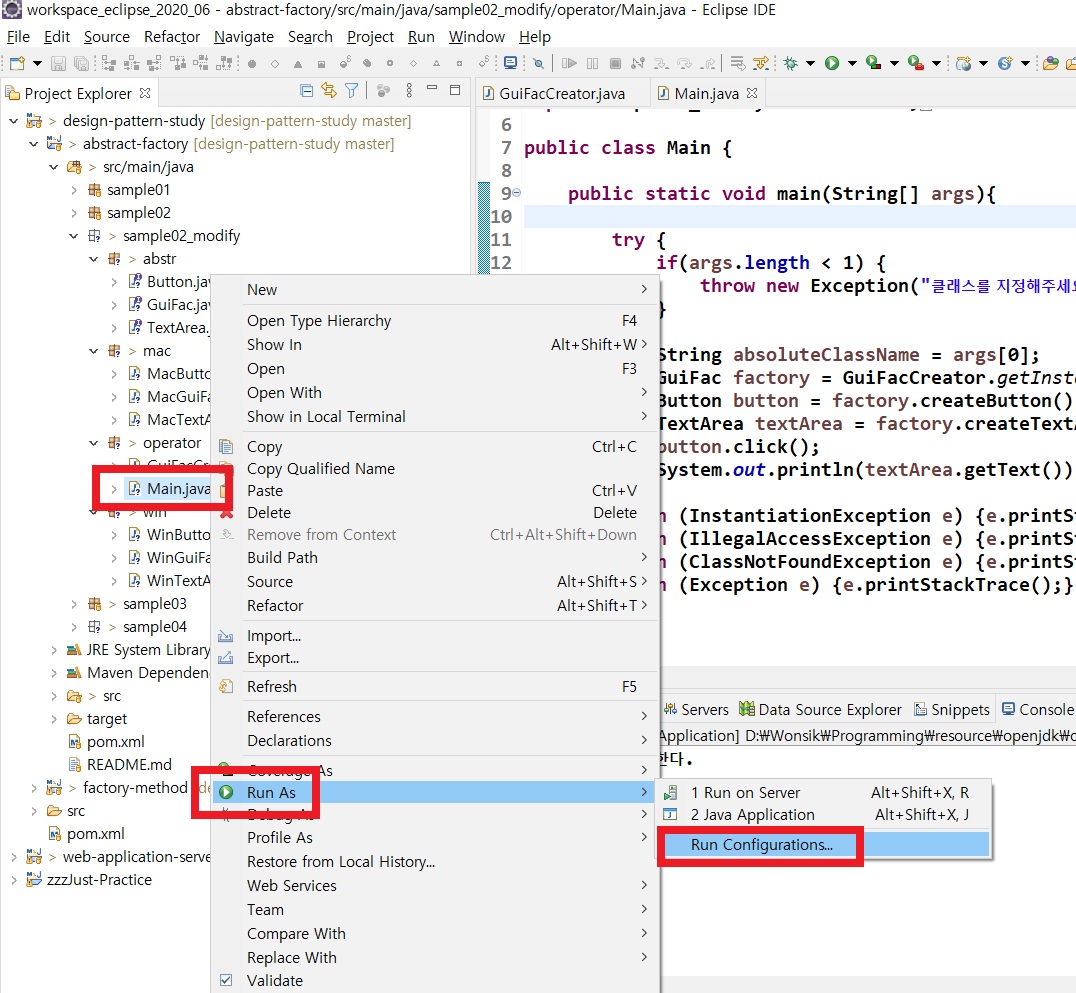 workspace_eclipse_2020_06 - abstract-factory/src/main/java/sample02_modify/operator/Main.java - Eclipse IDE
File Edit Source Refactor Navigate Search Project Run Window Help
Project Explorer
> design-pattern-study [design-pattern-study master]
> abstract-factory [design-pattern-study master]
> src/main/java
sample01
sample02
> sample02_modify
> abstr
Button.jav
GuiFac.ja
TextArea.
> mac
MacButto
MacGuiFa
MacTextA
> operator
GuiFacCr
Main.java
> win
WinButto
WinGuiFa
WinTextA
> sample03
> sample04
JRE System Library
Maven Dependen
> src
target
pom.xml
README.md
> factory-method
src
pom.xml
> web-application-serve
zzzJust-Practice
GuiFacCreator.java
Main.java
6
7 public class Main {
8
9 public static void main(String[] args){
10
11 try {
12 if(args.length < 1) {
throw new Exception("클래스를 지정해주세요
}
String absoluteClassName = args[0];
GuiFac factory = GuiFacCreator.getInst
Button button = factory.createButton()
TextArea textArea = factory.createTextA
button.click();
System.out.println(textArea.getText())
(InstantiationException e) {e.printSt
(IllegalAccessException e) {e.printSt
(ClassNotFoundException e) {e.printSt
(Exception e) {e.printStackTrace();}
New
Open Type Hierarchy F4
Show In Alt+Shift+W
Open F3
Open With
Show in Local Terminal
Copy Ctrl+C
Copy Qualified Name
Paste Ctrl+V
Delete Delete
Remove from Context Ctrl+Alt+Shift+Down
Build Path
Source Alt+Shift+S
Refactor Alt+Shift+T
Import...
Export...
Refresh F5
References
Declarations
Coverage As
Run As
Debug As
Profile As
Restore from Local History...
Web Services
Team
Compare With
Replace With
Validate
1 Run on Server Alt+Shift+X, R
2 Java Application Alt+Shift+X, J
Run Configurations...
Servers Data Source Explorer Snippets Console
Application] D:₩Wonsik₩Programming₩resource₩openjdk₩c
한다.